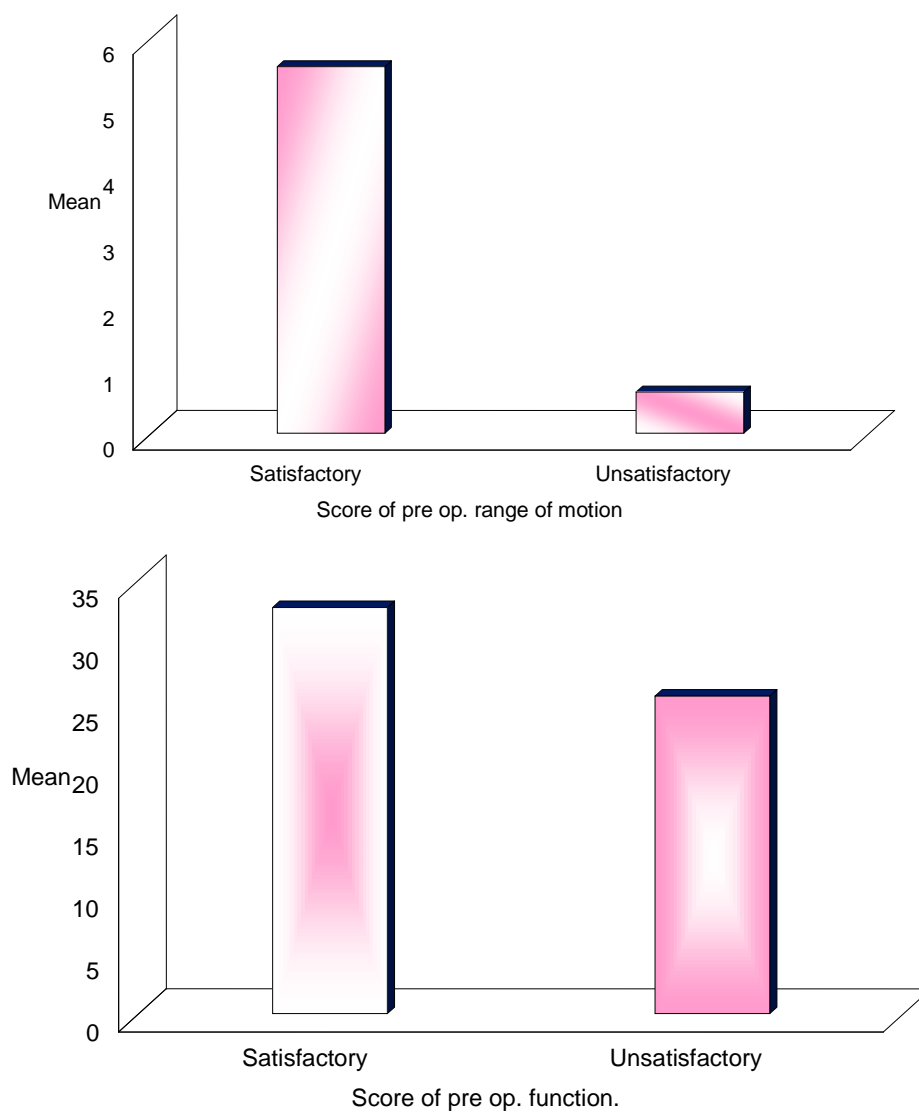 6
5
Mean 4
3
2
1
0
Satisfactory Unsatisfactory
Score of pre op. range of motion
35
30
25
Mean 20
15
10
5
0
Satisfactory Unsatisfactory
Score of pre op. function.